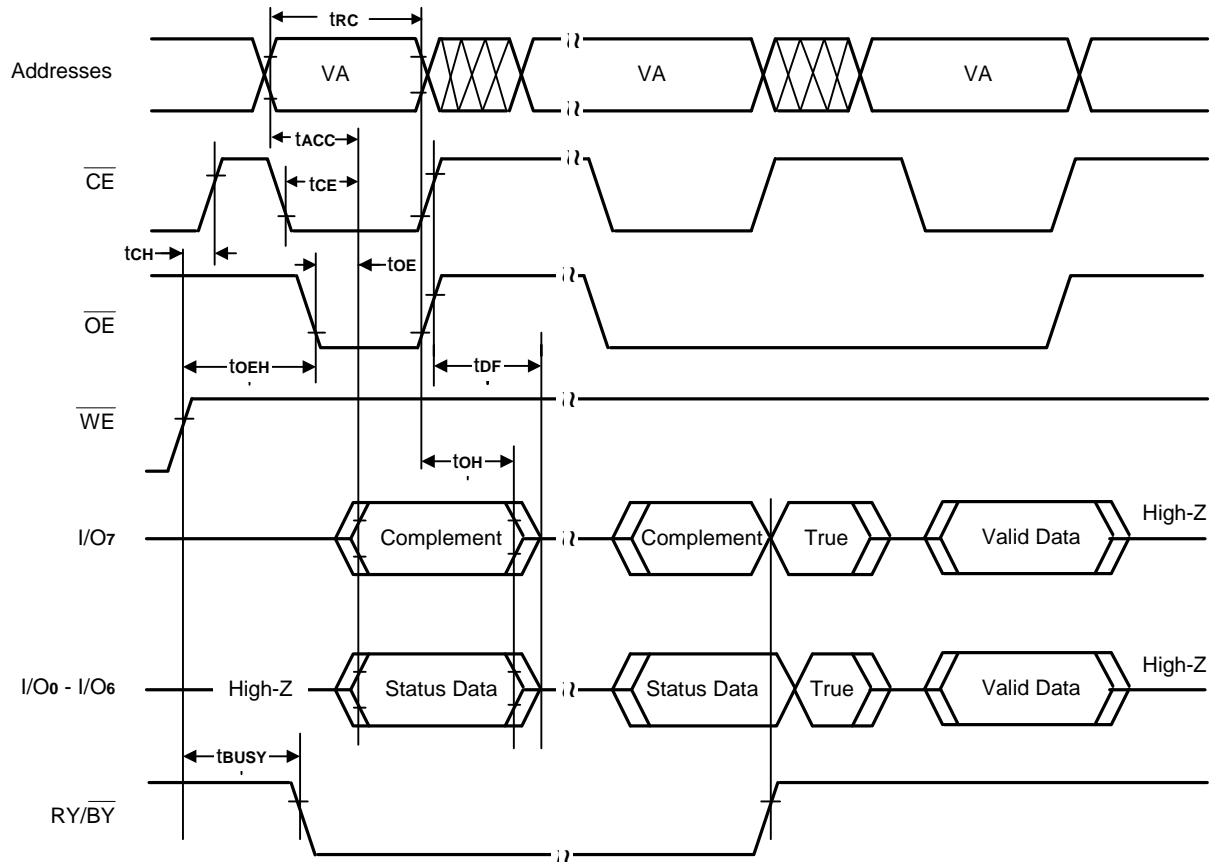 tRC
Addresses VA VA VA
tACC
CE tCE
tCH tOE
OE
tOEH tDF
WE
tOH
I/O7 Complement Complement True Valid Data High-Z
I/O0 - I/O6 High-Z Status Data Status Data True Valid Data High-Z
tBUSY
RY/BY